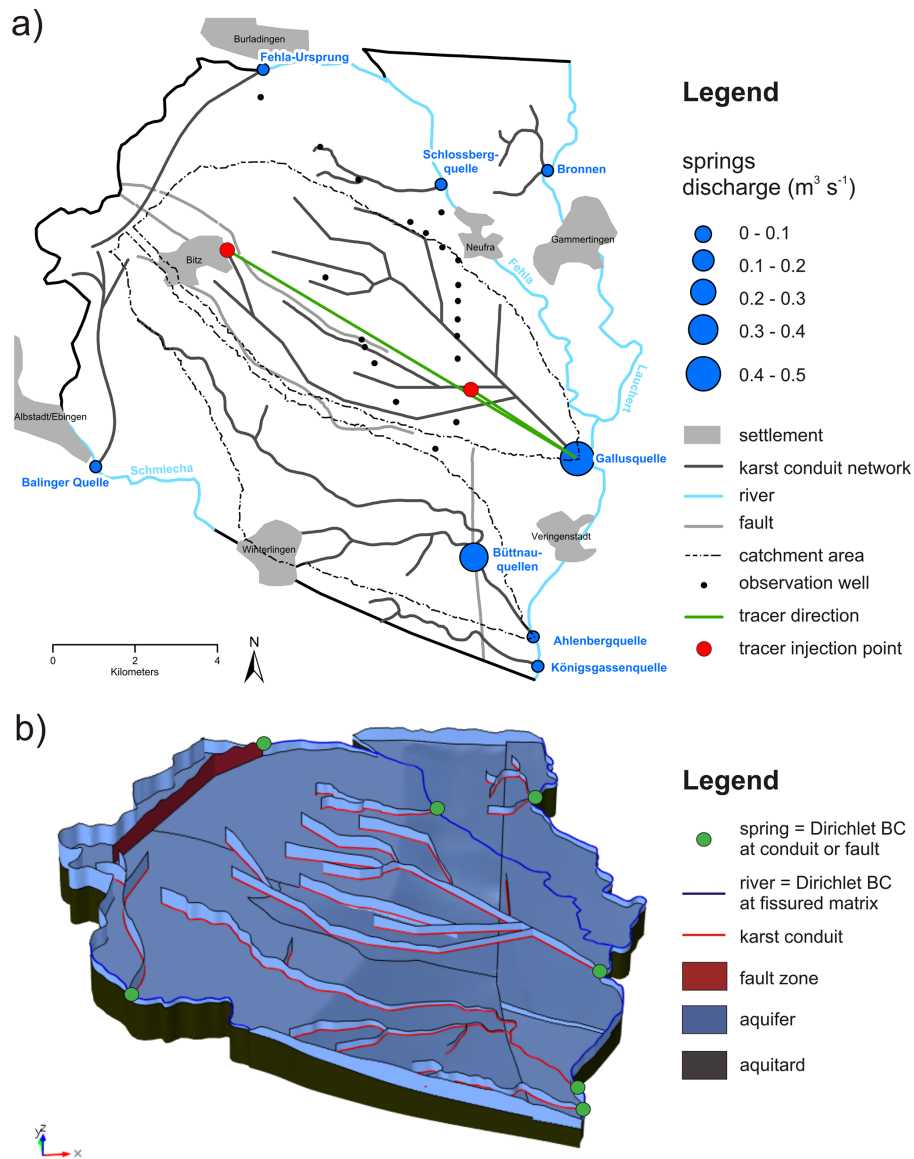 a)
Burladingen
Fehla-Ursprung
Schlossberg-
quelle
Bronnen
Bitz
Neufra
Gammertingen
Fehla
Lauchert
Albstadt/Ebingen
Balinger Quelle
Schmiecha
Gallusquelle
Winterlingen
Büttnau-
quellen
Veringenstadt
Ahlenbergquelle
Königsgassenquelle
0 2 4
Kilometers
N
Legend
springs
discharge (m³ s⁻¹)
0 - 0.1
0.1 - 0.2
0.2 - 0.3
0.3 - 0.4
0.4 - 0.5
settlement
karst conduit network
river
fault
catchment area
observation well
tracer direction
tracer injection point
b)
Legend
spring = Dirichlet BC
at conduit or fault
river = Dirichlet BC
at fissured matrix
karst conduit
fault zone
aquifer
aquitard
y z
x